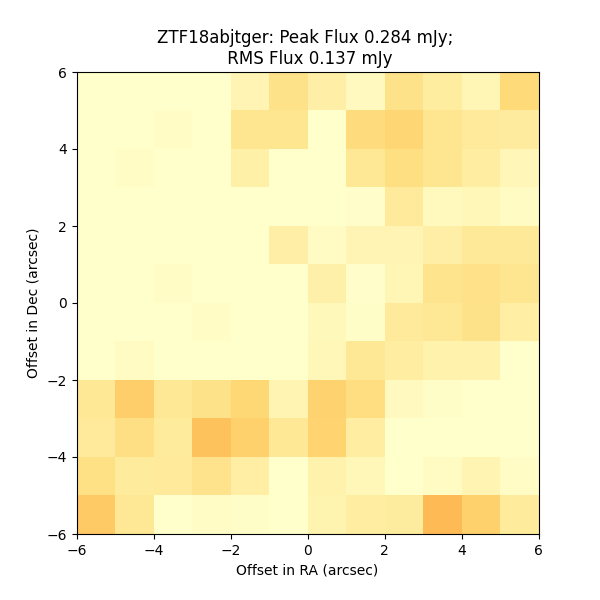 ZTF18abjtger: Peak Flux 0.284 mJy;
RMS Flux 0.137 mJy
6
4
2
0
−2
−4
−6
Offset in Dec (arcsec)
−6 −4 −2 0 2 4 6
Offset in RA (arcsec)